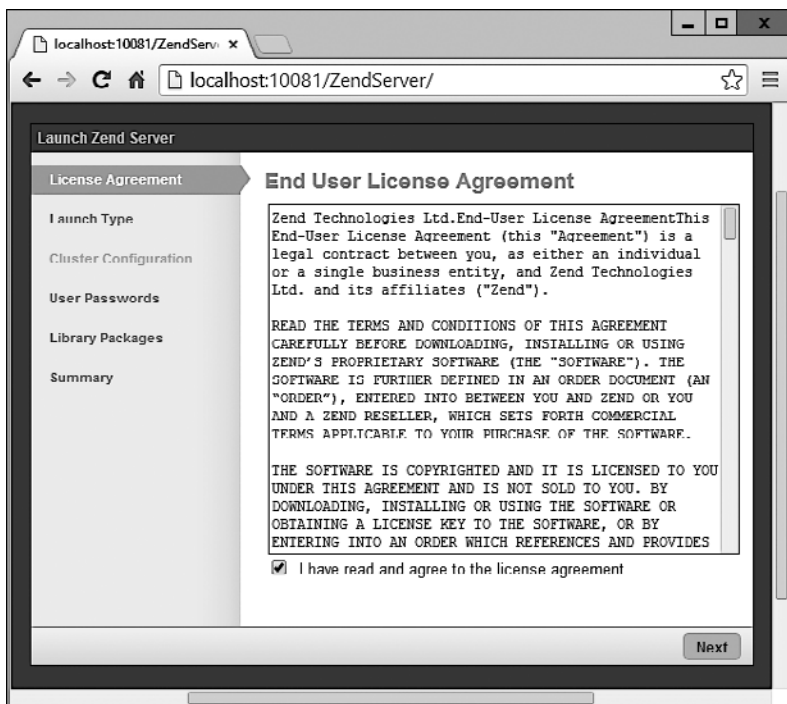 localhost:10081/ZendServ
localhost:10081/ZendServer/
Launch Zend Server
License Agreement
Launch Type
Cluster Configuration
User Passwords
Library Packages
Summary
End User License Agreement
Zend Technologies Ltd.End-User License AgreementThis
End-User License Agreement (this "Agreement") is a
legal contract between you, as either an individual
or a single business entity, and Zend Technologies
Ltd. and its affiliates ("Zend").
READ THE TERMS AND CONDITIONS OF THIS AGREEMENT
CAREFULLY BEFORE DOWNLOADING, INSTALLING OR USING
ZEND'S PROPRIETARY SOFTWARE (THE "SOFTWARE"). THE
SOFTWARE IS FURTHER DEFINED IN AN ORDER DOCUMENT (AN
"ORDER"), ENTERED INTO BETWEEN YOU AND ZEND OR YOU
AND A ZEND RESELLER, WHICH SETS FORTH COMMERCIAL
TERMS APPLICABLE TO YOUR PURCHASE OF THE SOFTWARE.
THE SOFTWARE IS COPYRIGHTED AND IT IS LICENSED TO YOU
UNDER THIS AGREEMENT AND IS NOT SOLD TO YOU. BY
DOWNLOADING, INSTALLING OR USING THE SOFTWARE OR
OBTAINING A LICENSE KEY TO THE SOFTWARE, OR BY
ENTERING INTO AN ORDER WHICH REFERENCES AND PROVIDES
I have read and agree to the license agreement
Next